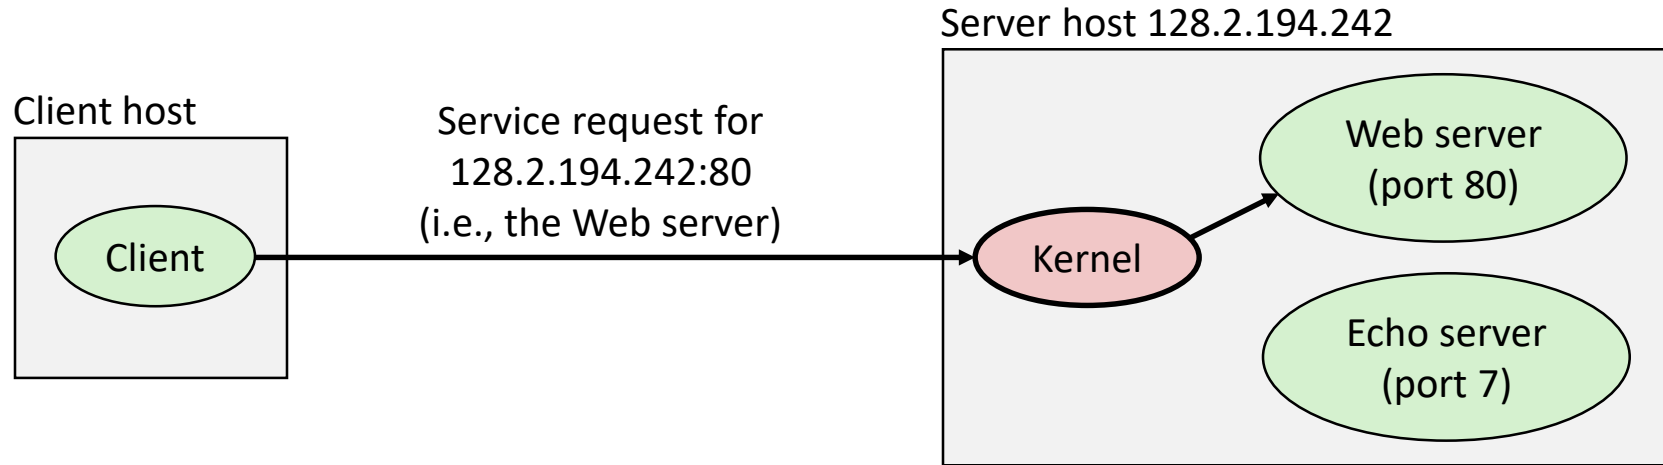 Server host 128.2.194.242
Client host
Service request for
128.2.194.242:80
(i.e., the Web server)
Client
Kernel
Web server
(port 80)
Echo server
(port 7)